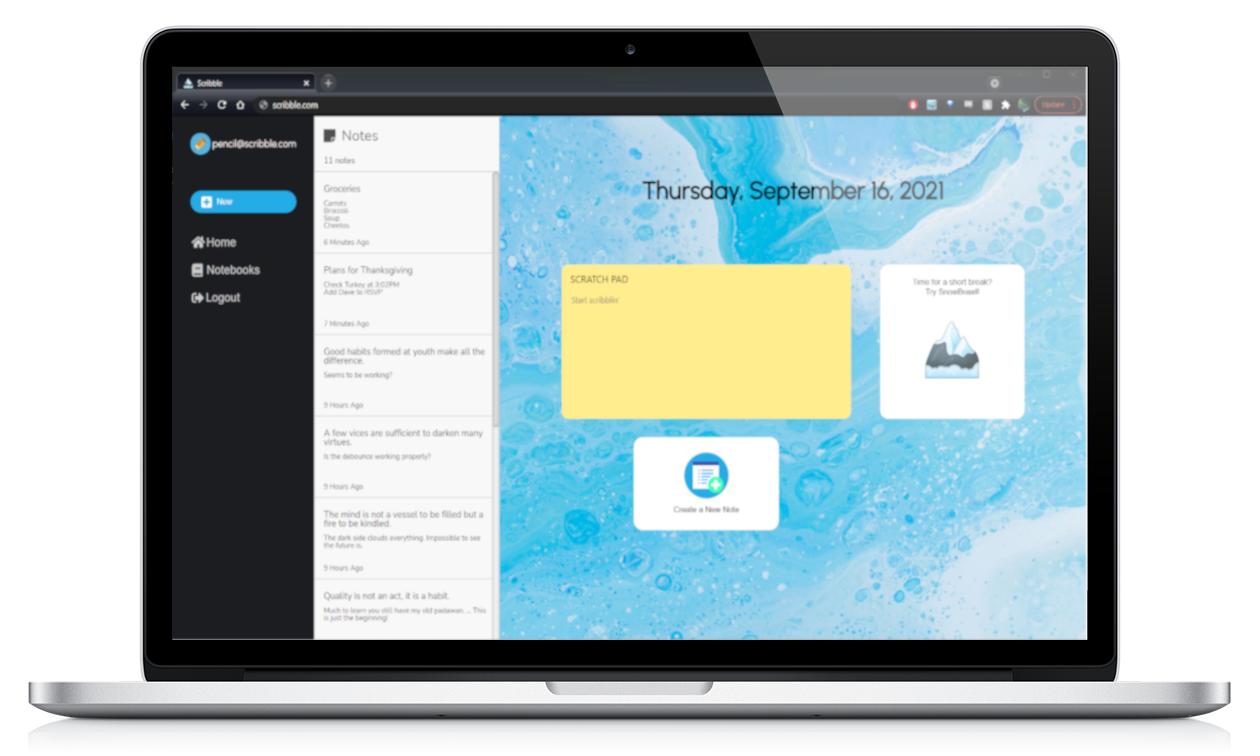 Scribble
scribble.com
Update
pencil@scribble.com
New
Home
Notebooks
Logout
Notes
11 notes
Groceries
Carrots
Broccoli
Soup
Cheetos
6 Minutes Ago
Plans for Thanksgiving
Check Turkey at 3:02PM
Add Dave to RSVP
7 Minutes Ago
Good habits formed at youth make all the
difference.
Seems to be working?
9 Hours Ago
A few vices are sufficient to darken many
virtues.
Is the debounce working properly?
9 Hours Ago
The mind is not a vessel to be filled but a
fire to be kindled.
The dark side clouds everything. Impossible to see
the future is.
9 Hours Ago
Quality is not an act, it is a habit.
Much to learn you still have my old padawan. ... This
is just the beginning!
Thursday, September 16, 2021
SCRATCH PAD
Start scribblin'
Time for a short break?
Try SnowBrawl!
Create a New Note